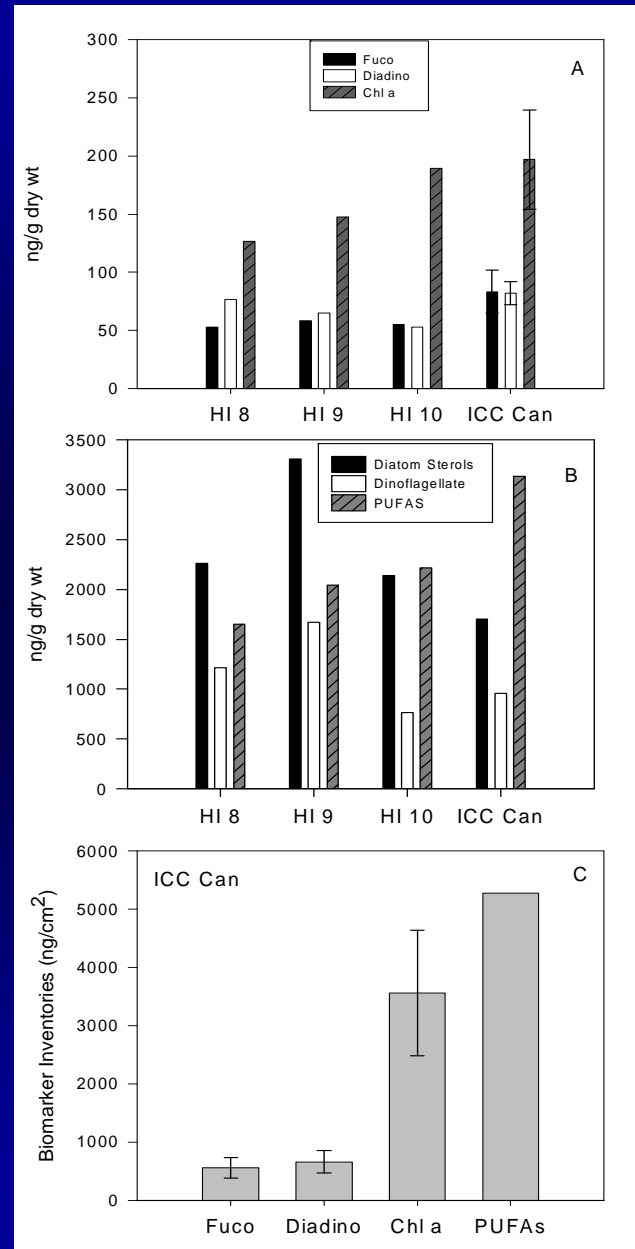 A
Fuco
Diadino
Chl a
ng/g dry wt
300
250
200
150
100
50
0
HI 8 HI 9 HI 10 ICC Can
B
Diatom Sterols
Dinoflagellate
PUFAS
ng/g dry wt
3500
3000
2500
2000
1500
1000
500
0
HI 8 HI 9 HI 10 ICC Can
ICC Can C
Biomarker Inventories (ng/cm²)
6000
5000
4000
3000
2000
1000
0
Fuco Diadino Chl a PUFAs